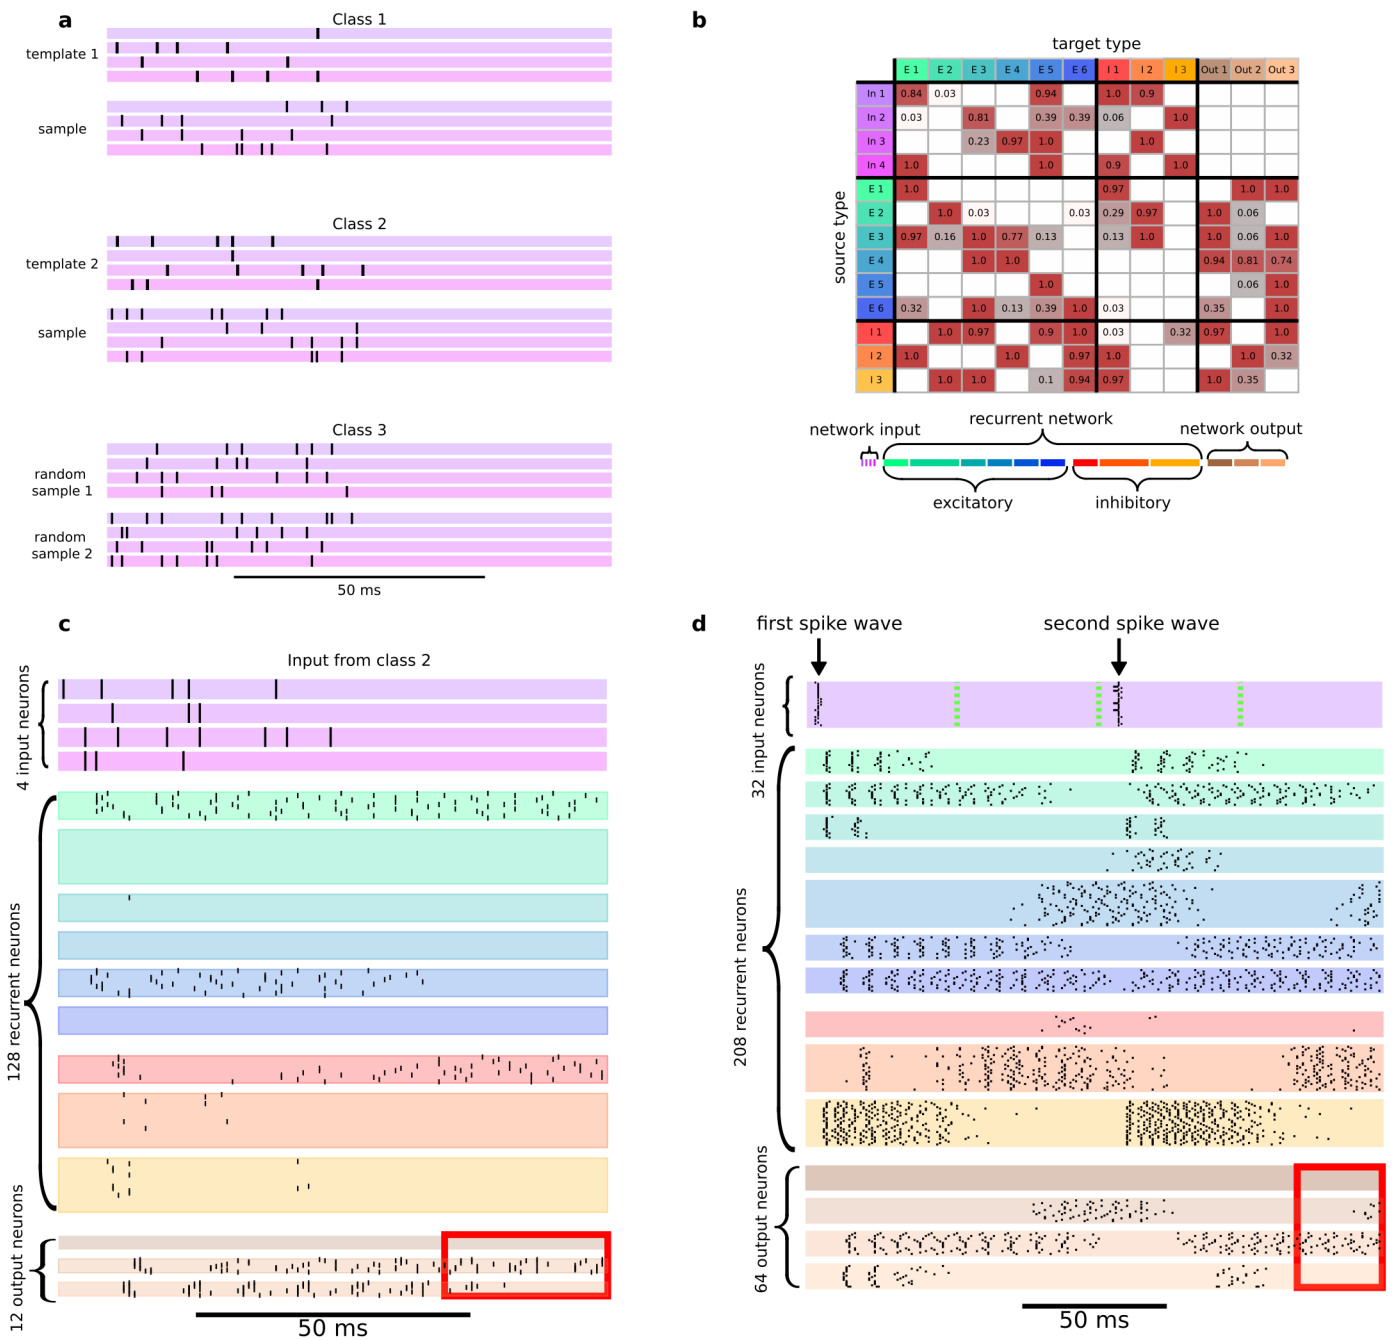 a
Class 1
template 1
sample
Class 2
template 2
sample
Class 3
random
sample 1
random
sample 2
50 ms
b
target type
source type
E 1 E 2 E 3 E 4 E 5 E 6 I 1 I 2 I 3 Out 1 Out 2 Out 3
In 1 0.84 0.03 0.94 1.0 0.9
In 2 0.03 0.81 0.39 0.39 0.06 1.0
In 3 0.23 0.97 1.0 1.0
In 4 1.0 1.0 0.9 1.0
E 1 1.0 0.97 1.0 1.0
E 2 1.0 0.03 0.03 0.29 0.97 1.0 0.06
E 3 0.97 0.16 1.0 0.77 0.13 0.13 1.0 1.0 0.06 1.0
E 4 1.0 1.0 0.94 0.81 0.74
E 5 1.0 0.06 1.0
E 6 0.32 1.0 0.13 0.39 1.0 0.03 0.35 1.0
I 1 1.0 0.97 0.9 1.0 0.03 0.32 0.97 1.0
I 2 1.0 1.0 0.97 1.0 1.0 0.32
I 3 1.0 1.0 0.1 0.94 0.97 1.0 0.35
recurrent network
network input
network output
excitatory
inhibitory
c
Input from class 2
4 input neurons
128 recurrent neurons
12 output neurons
50 ms
d
first spike wave
second spike wave
32 input neurons
208 recurrent neurons
64 output neurons
50 ms